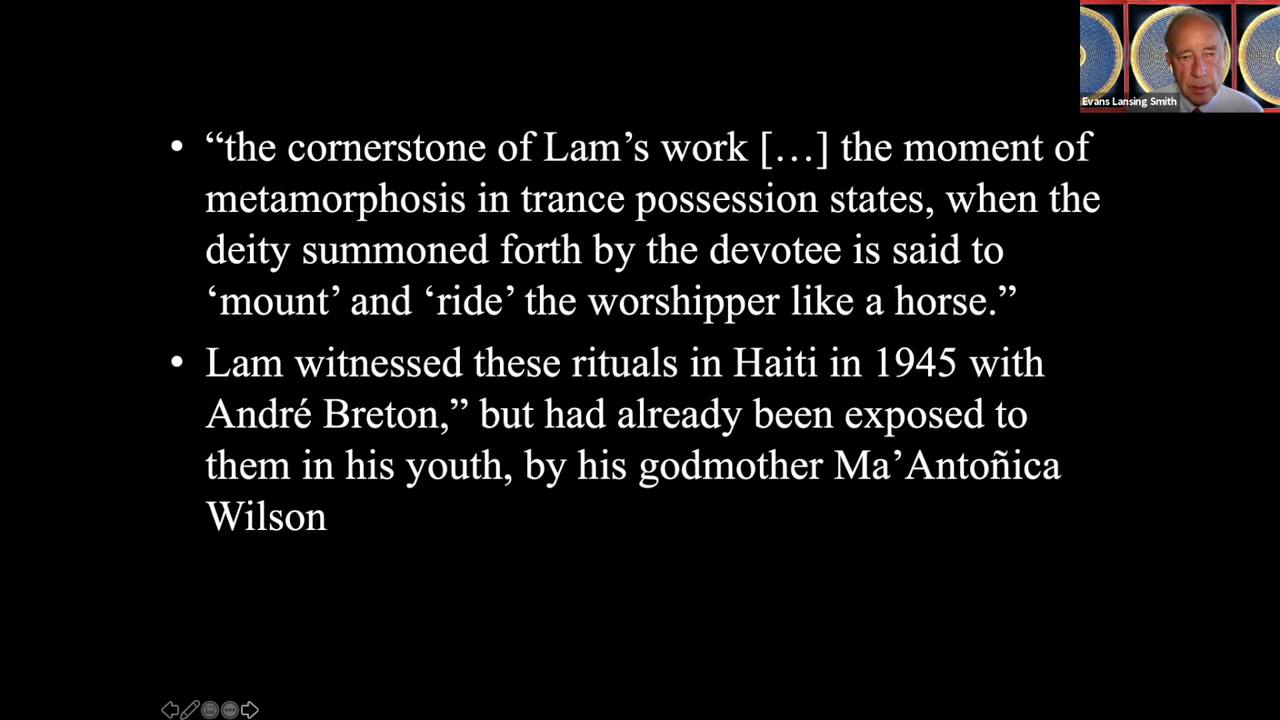 Evans Lansing Smith
• “the cornerstone of Lam’s work […] the moment of
metamorphosis in trance possession states, when the
deity summoned forth by the devotee is said to
‘mount’ and ‘ride’ the worshipper like a horse.”
• Lam witnessed these rituals in Haiti in 1945 with
André Breton,” but had already been exposed to
them in his youth, by his godmother Ma’Antoñica
Wilson